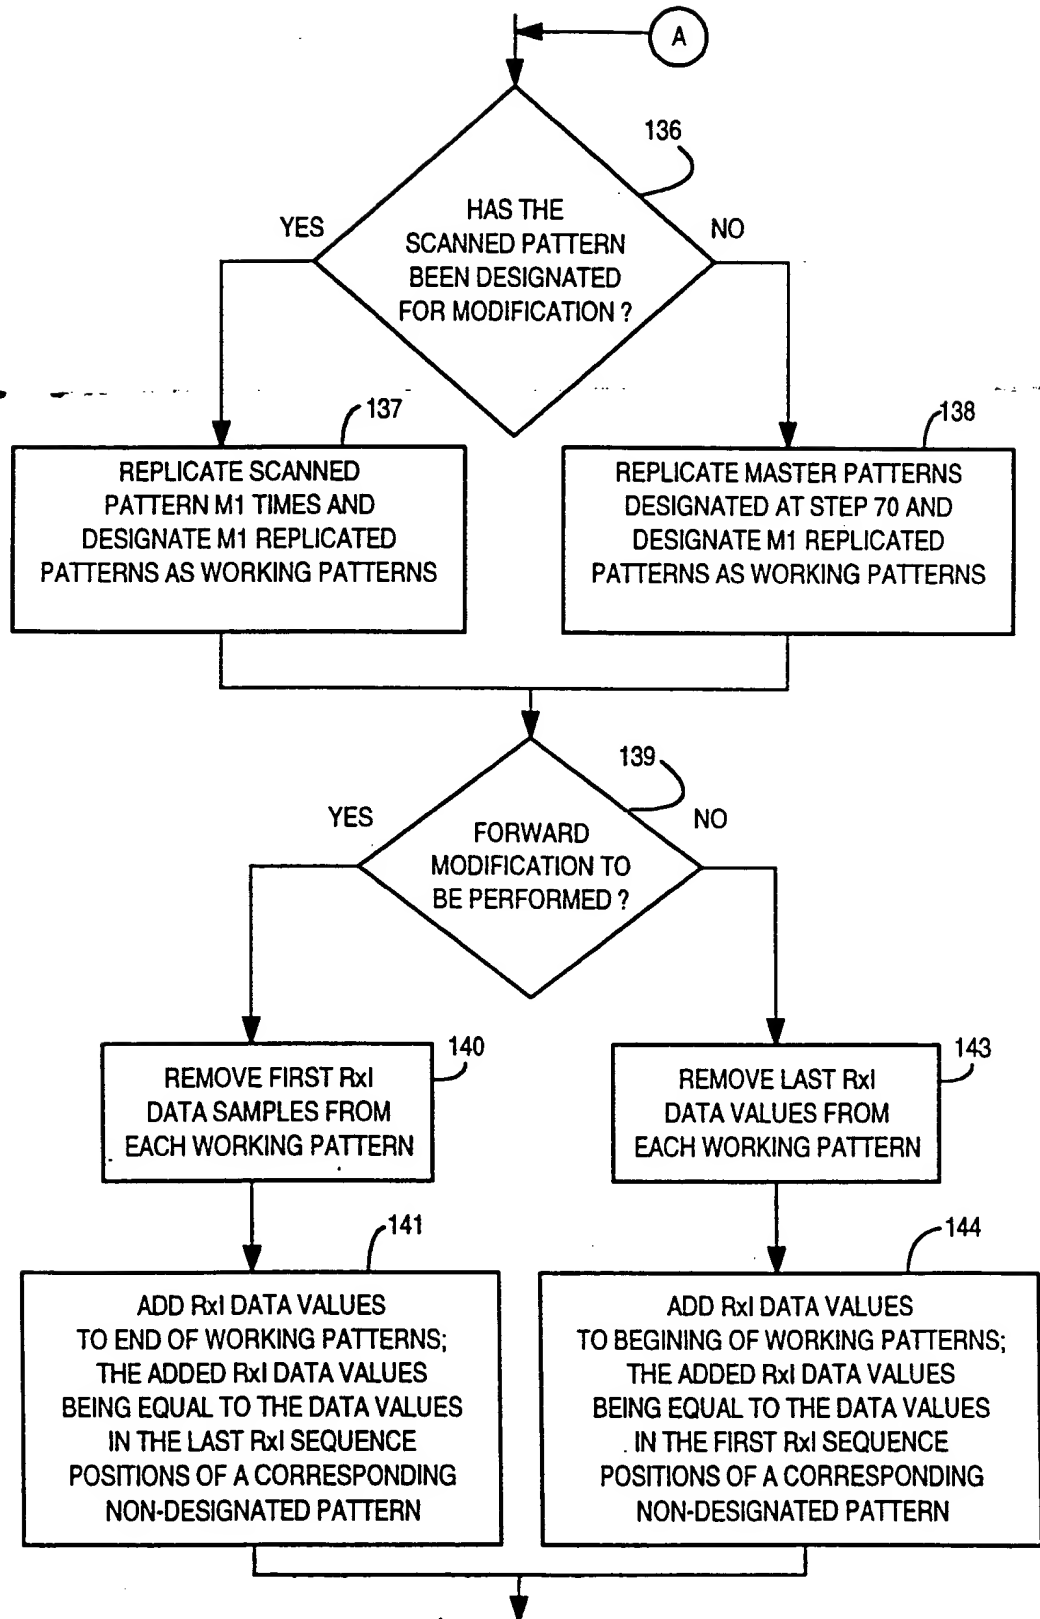 A
136
HAS THE
SCANNED PATTERN
BEEN DESIGNATED
FOR MODIFICATION ?
YES
NO
137
REPLICATE SCANNED
PATTERN M1 TIMES AND
DESIGNATE M1 REPLICATED
PATTERNS AS WORKING PATTERNS
138
REPLICATE MASTER PATTERNS
DESIGNATED AT STEP 70 AND
DESIGNATE M1 REPLICATED
PATTERNS AS WORKING PATTERNS
139
FORWARD
MODIFICATION TO
BE PERFORMED ?
YES
NO
140
REMOVE FIRST RxI
DATA SAMPLES FROM
EACH WORKING PATTERN
143
REMOVE LAST RxI
DATA VALUES FROM
EACH WORKING PATTERN
141
ADD RxI DATA VALUES
TO END OF WORKING PATTERNS;
THE ADDED RxI DATA VALUES
BEING EQUAL TO THE DATA VALUES
IN THE LAST RxI SEQUENCE
POSITIONS OF A CORRESPONDING
NON-DESIGNATED PATTERN
144
ADD RxI DATA VALUES
TO BEGINING OF WORKING PATTERNS;
THE ADDED RxI DATA VALUES
BEING EQUAL TO THE DATA VALUES
IN THE FIRST RxI SEQUENCE
POSITIONS OF A CORRESPONDING
NON-DESIGNATED PATTERN